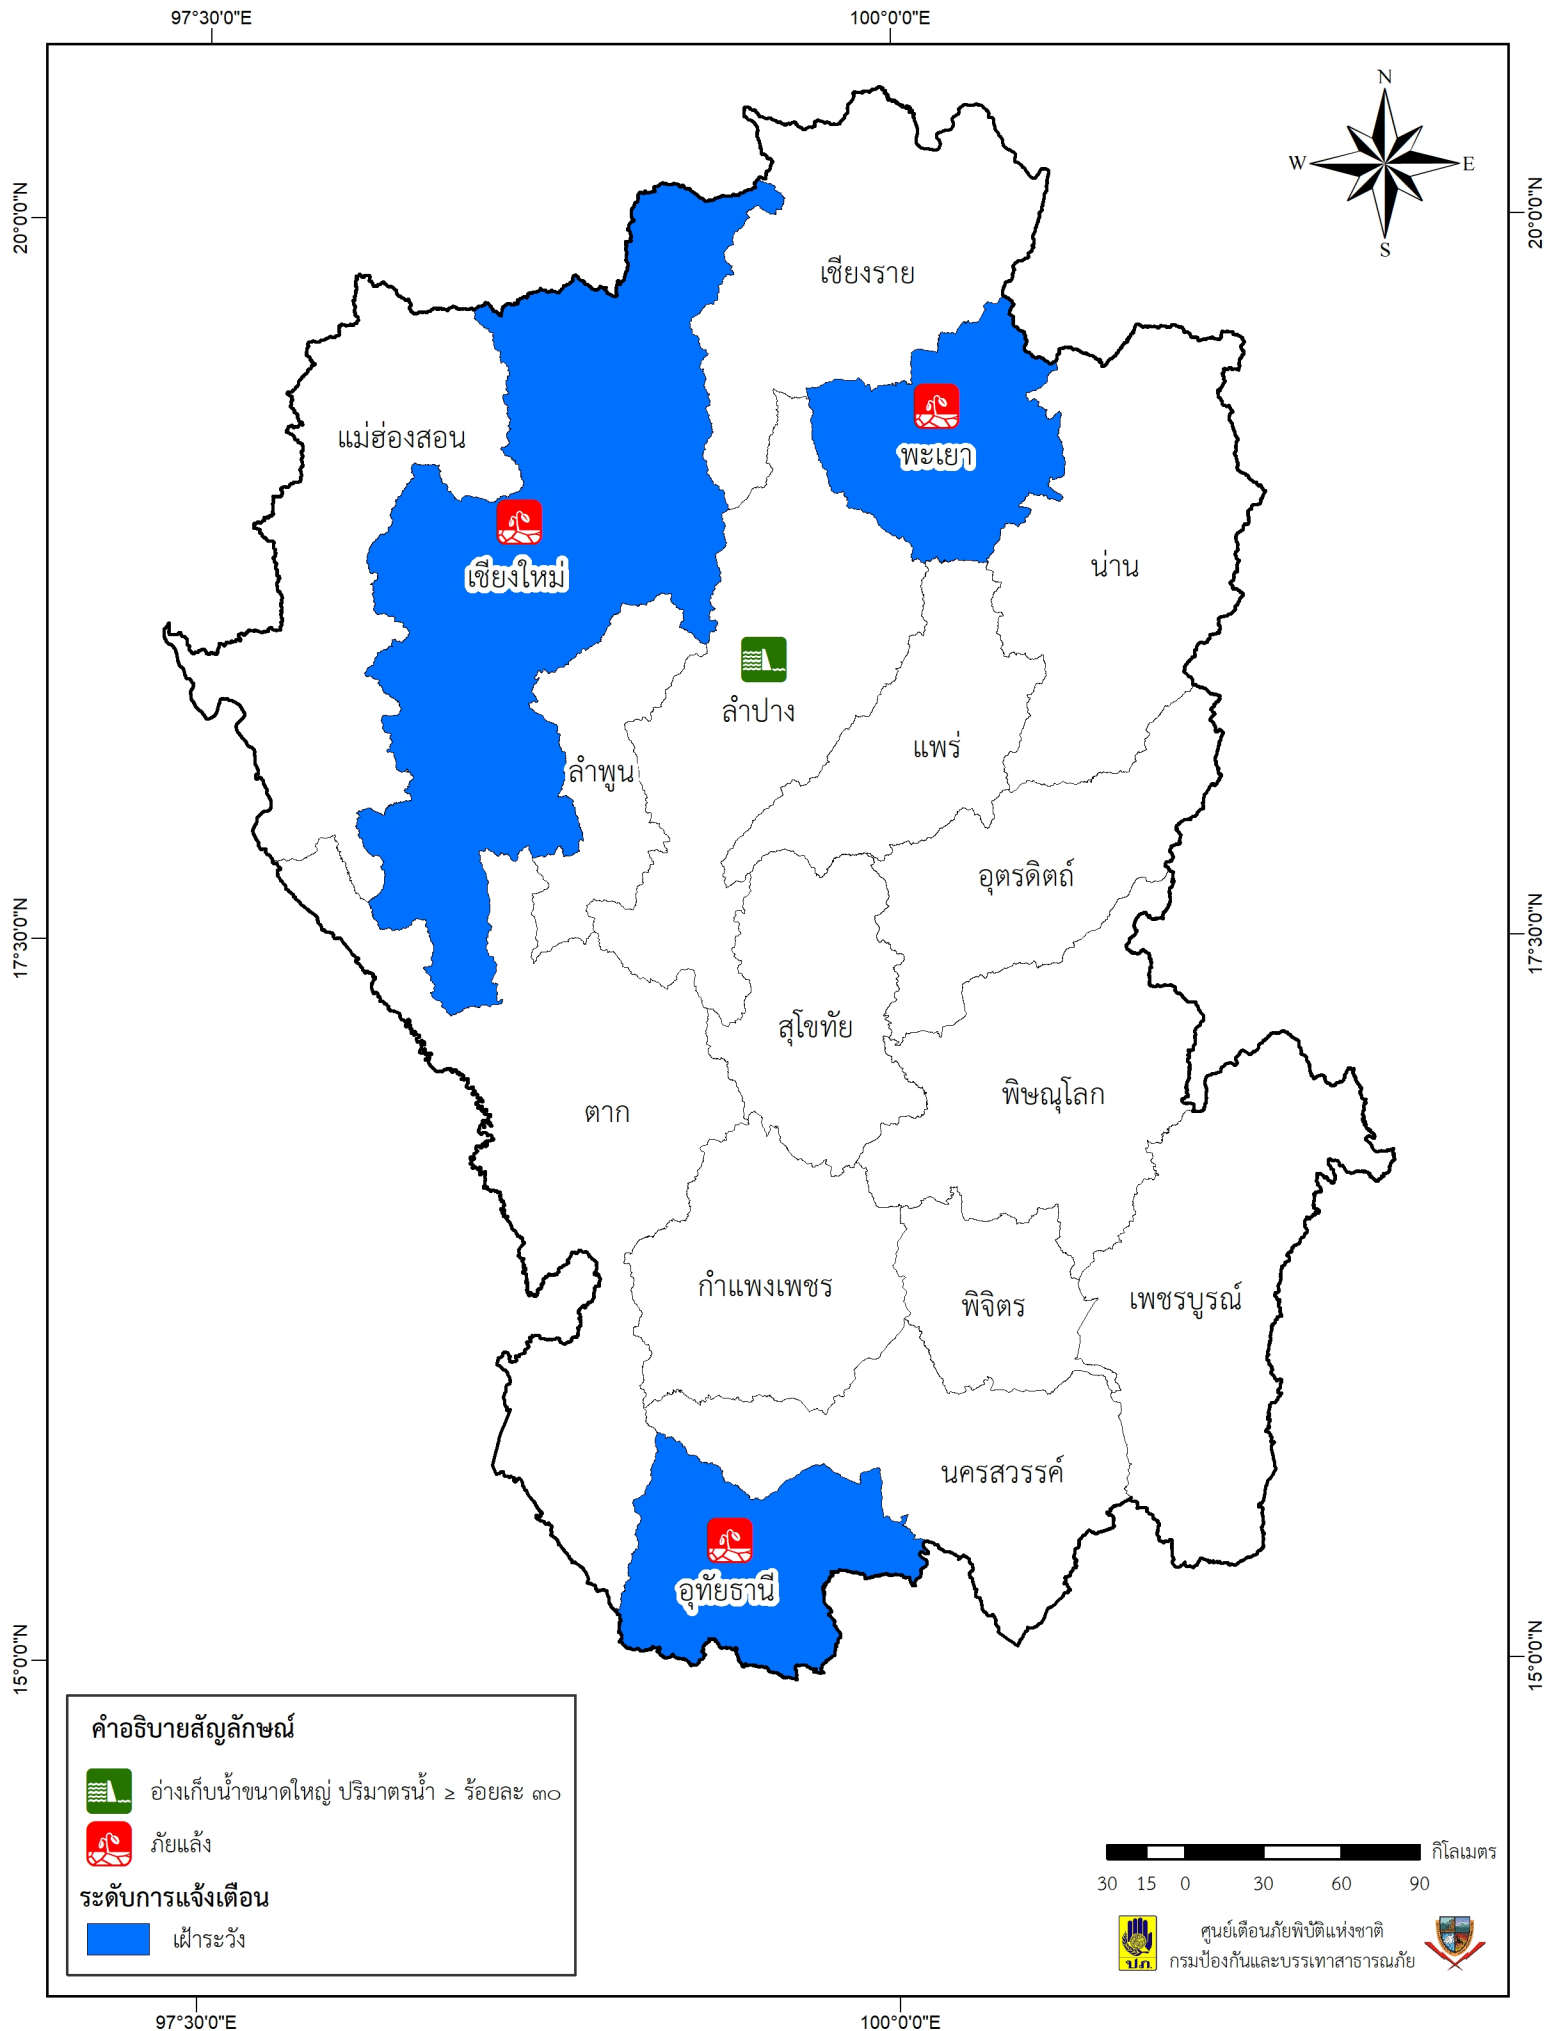 97°30'0"E
100°0'0"E
N
W
E
S
20°0'0"N
20°0'0"N
เชียงราย
แม่ฮ่องสอน
พะเยา
น่าน
เชียงใหม่
ลำปาง
แพร่
ลำพูน
อุตรดิตถ์
17°30'0"N
17°30'0"N
สุโขทัย
พิษณุโลก
ตาก
กำแพงเพชร
พิจิตร
เพชรบูรณ์
นครสวรรค์
อุทัยธานี
15°0'0"N
15°0'0"N
คำอธิบายสัญลักษณ์
อ่างเก็บน้ำขนาดใหญ่ ปริมาตรน้ำ ≥ ร้อยละ ๓๐
ภัยแล้ง
ระดับการแจ้งเตือน
เฝ้าระวัง
กิโลเมตร
30 15 0 30 60 90
ปภ.
ศูนย์เตือนภัยพิบัติแห่งชาติ
กรมป้องกันและบรรเทาสาธารณภัย
97°30'0"E
100°0'0"E